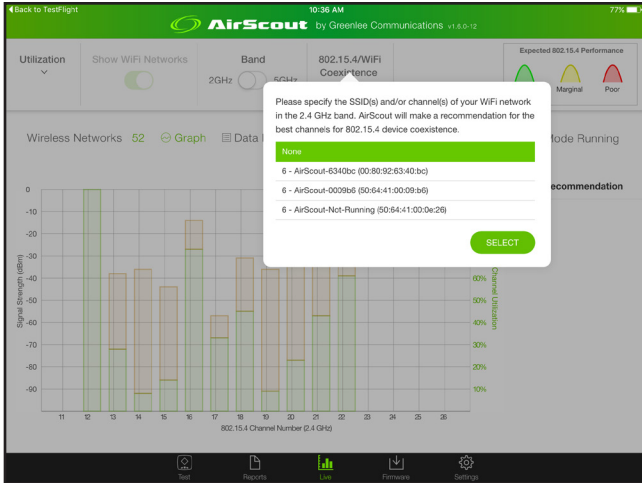 Back to TestFlight
10:36 AM
77%
AirScout by Greenlee Communications v1.6.0-12
Utilization
Show WiFi Networks
Band
2GHz
5GHz
802.15.4/WiFi
Coexistence
Expected 802.15.4 Performance
Marginal
Poor
Please specify the SSID(s) and/or channel(s) of your WiFi network
in the 2.4 GHz band. AirScout will make a recommendation for the
best channels for 802.15.4 device coexistence.
None
6 - AirScout-6340bc (00:80:92:63:40:bc)
6 - AirScout-0009b6 (50:64:41:00:09:b6)
6 - AirScout-Nct-Running (50:64:41:00:0e:26)
SELECT
Wireless Networks 52
Graph
Data
Mode Running
ecommendation
Signal Strength (dBm)
0
-10
-20
-30
-40
-50
-60
-70
-80
-90
60%
50%
40%
30%
20%
10%
Channel Utilization
11 12 13 14 15 16 17 18 19 20 21 22 23 24 25 26
802.15.4 Channel Number (2.4 GHz)
Test
Reports
Live
Firmware
Settings